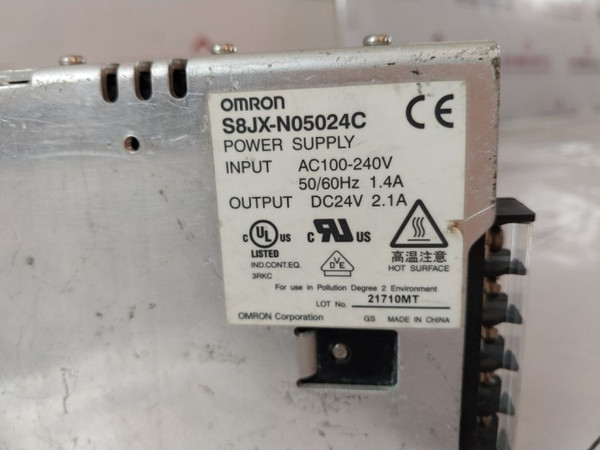 OMRON
S8JX-N05024C
POWER SUPPLY
INPUT AC100-240V
50/60Hz 1.4A
OUTPUT DC24V 2.1A
CE
C UL US
LISTED
IND.CONT.EQ.
3RKC
C RU US
VDE
高温注意
HOT SURFACE
For use in Pollution Degree 2 Environment
LOT No. 21710MT
OMRON Corporation GS MADE IN CHINA